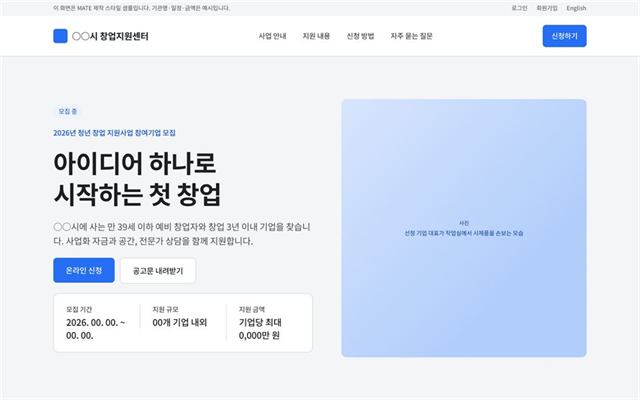 이 화면은 MATE 제작 스타일 샘플입니다. 기관명·일정·금액은 예시입니다.
로그인 회원가입 English
○○시 창업지원센터
사업 안내 지원 내용 신청 방법 자주 묻는 질문
신청하기
모집 중
2026년 청년 창업 지원사업 참여기업 모집
아이디어 하나로
시작하는 첫 창업
○○시에 사는 만 39세 이하 예비 창업자와 창업 3년 이내 기업을 찾습니
다. 사업화 자금과 공간, 전문가 상담을 함께 지원합니다.
온라인 신청
공고문 내려받기
모집 기간
2026. 00. 00. ~
00. 00.
지원 규모
00개 기업 내외
지원 금액
기업당 최대
0,000만 원
사진
선정 기업 대표가 작업실에서 시제품을 손보는 모습